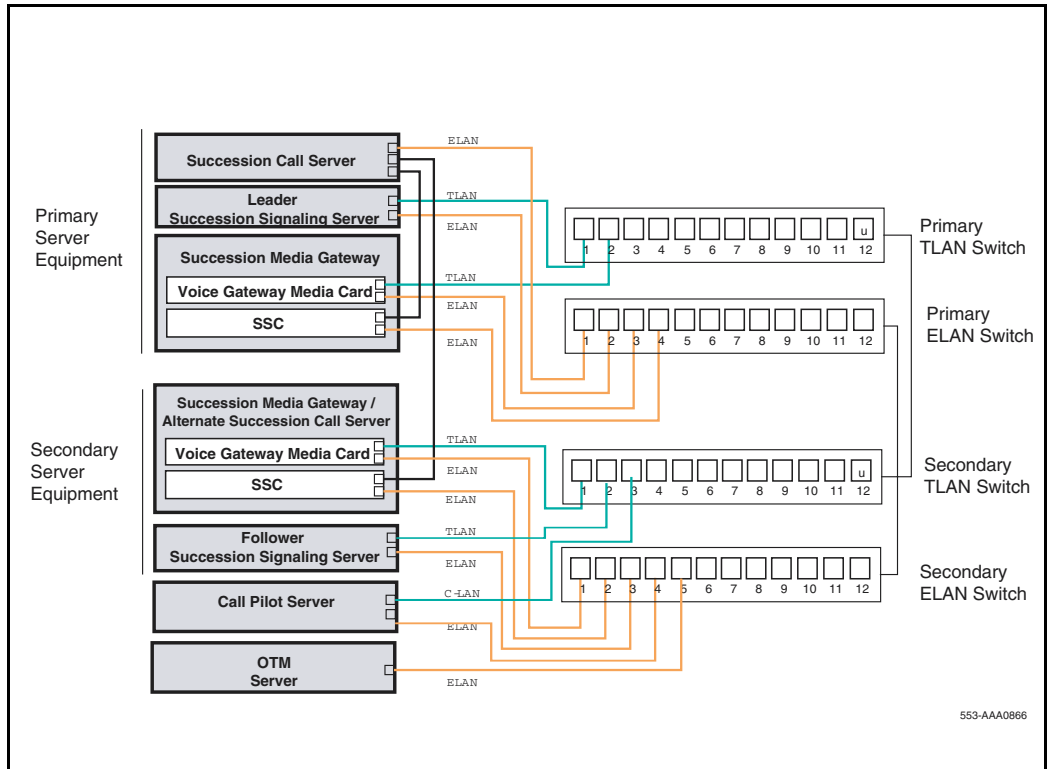 Primary
Server
Equipment
Succession Call Server
Leader
Succession Signaling Server
Succession Media Gateway
Voice Gateway Media Card
SSC
ELAN
TLAN
ELAN
TLAN
ELAN
ELAN
1 2 3 4 5 6 7 8 9 10 11 12
u
Primary
TLAN Switch
1 2 3 4 5 6 7 8 9 10 11 12
Primary
ELAN Switch
Secondary
Server
Equipment
Succession Media Gateway /
Alternate Succession Call Server
Voice Gateway Media Card
SSC
Follower
Succession Signaling Server
Call Pilot Server
OTM
Server
TLAN
ELAN
ELAN
TLAN
ELAN
C-LAN
ELAN
ELAN
u
1 2 3 4 5 6 7 8 9 10 11 12
Secondary
TLAN Switch
1 2 3 4 5 6 7 8 9 10 11 12
Secondary
ELAN Switch
553-AAA0866